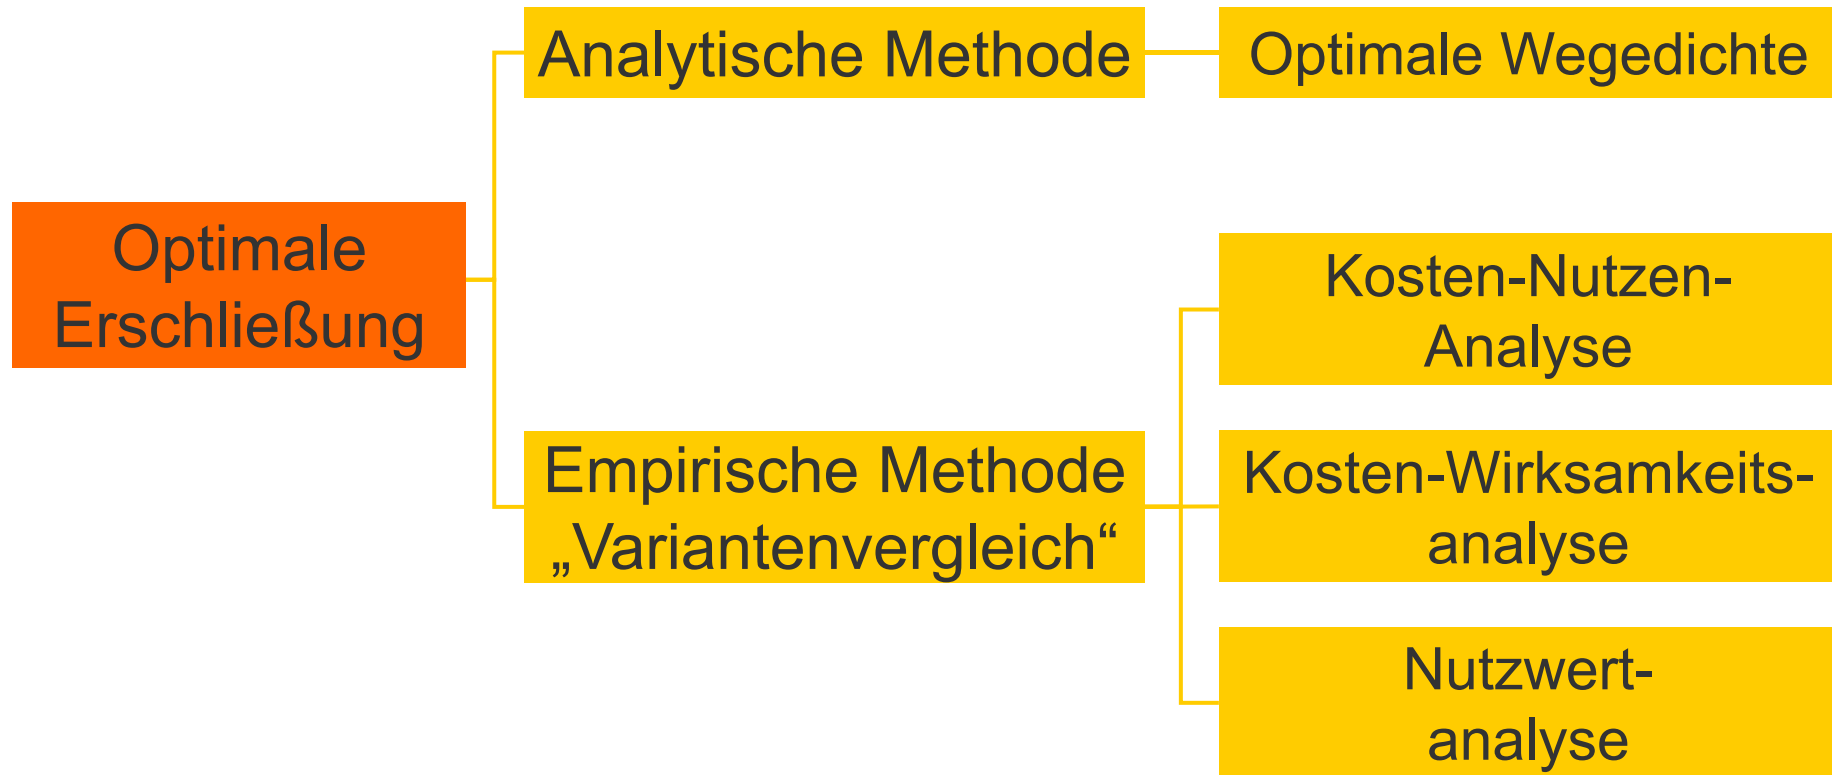 Analytische Methode
Optimale Wegedichte
Optimale
Erschließung
Kosten-Nutzen-
Analyse
Empirische Methode
„Variantenvergleich“
Kosten-Wirksamkeits-
analyse
Nutzwert-
analyse